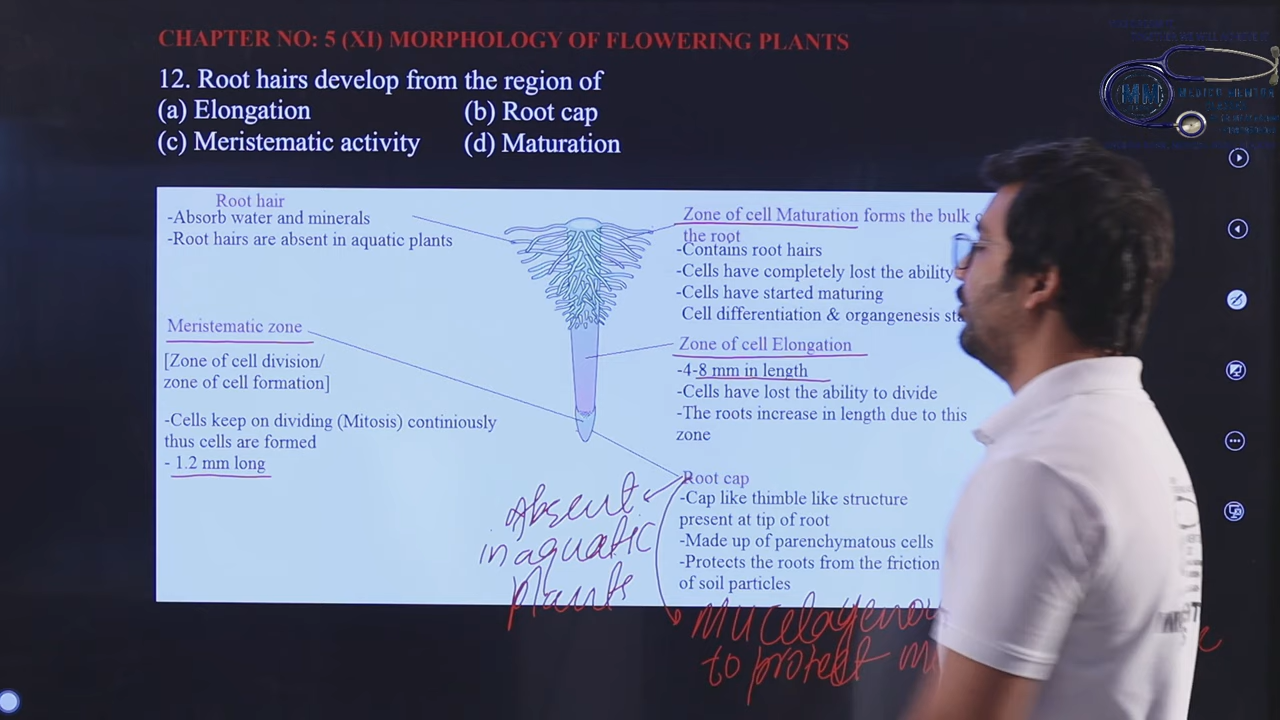 CHAPTER NO: 5 (XI) MORPHOLOGY OF FLOWERING PLANTS
12. Root hairs develop from the region of
(a) Elongation (b) Root cap
(c) Meristematic activity (d) Maturation
Root hair
-Absorb water and minerals
-Root hairs are absent in aquatic plants
Meristematic zone
[Zone of cell division/
zone of cell formation]
-Cells keep on dividing (Mitosis) continiously
thus cells are formed
- 1.2 mm long
Zone of cell Maturation forms the bulk
the root
-Contains root hairs
-Cells have completely lost the ability
-Cells have started maturing
Cell differentiation & organgenesis
Zone of cell Elongation
-4-8 mm in length
-Cells have lost the ability to divide
-The roots increase in length due to this
zone
Root cap
-Cap like thimble like structure
present at tip of root
-Made up of parenchymatous cells
-Protects the roots from the friction
of soil particles
Absent
in aquatic
plants
to protect
MM